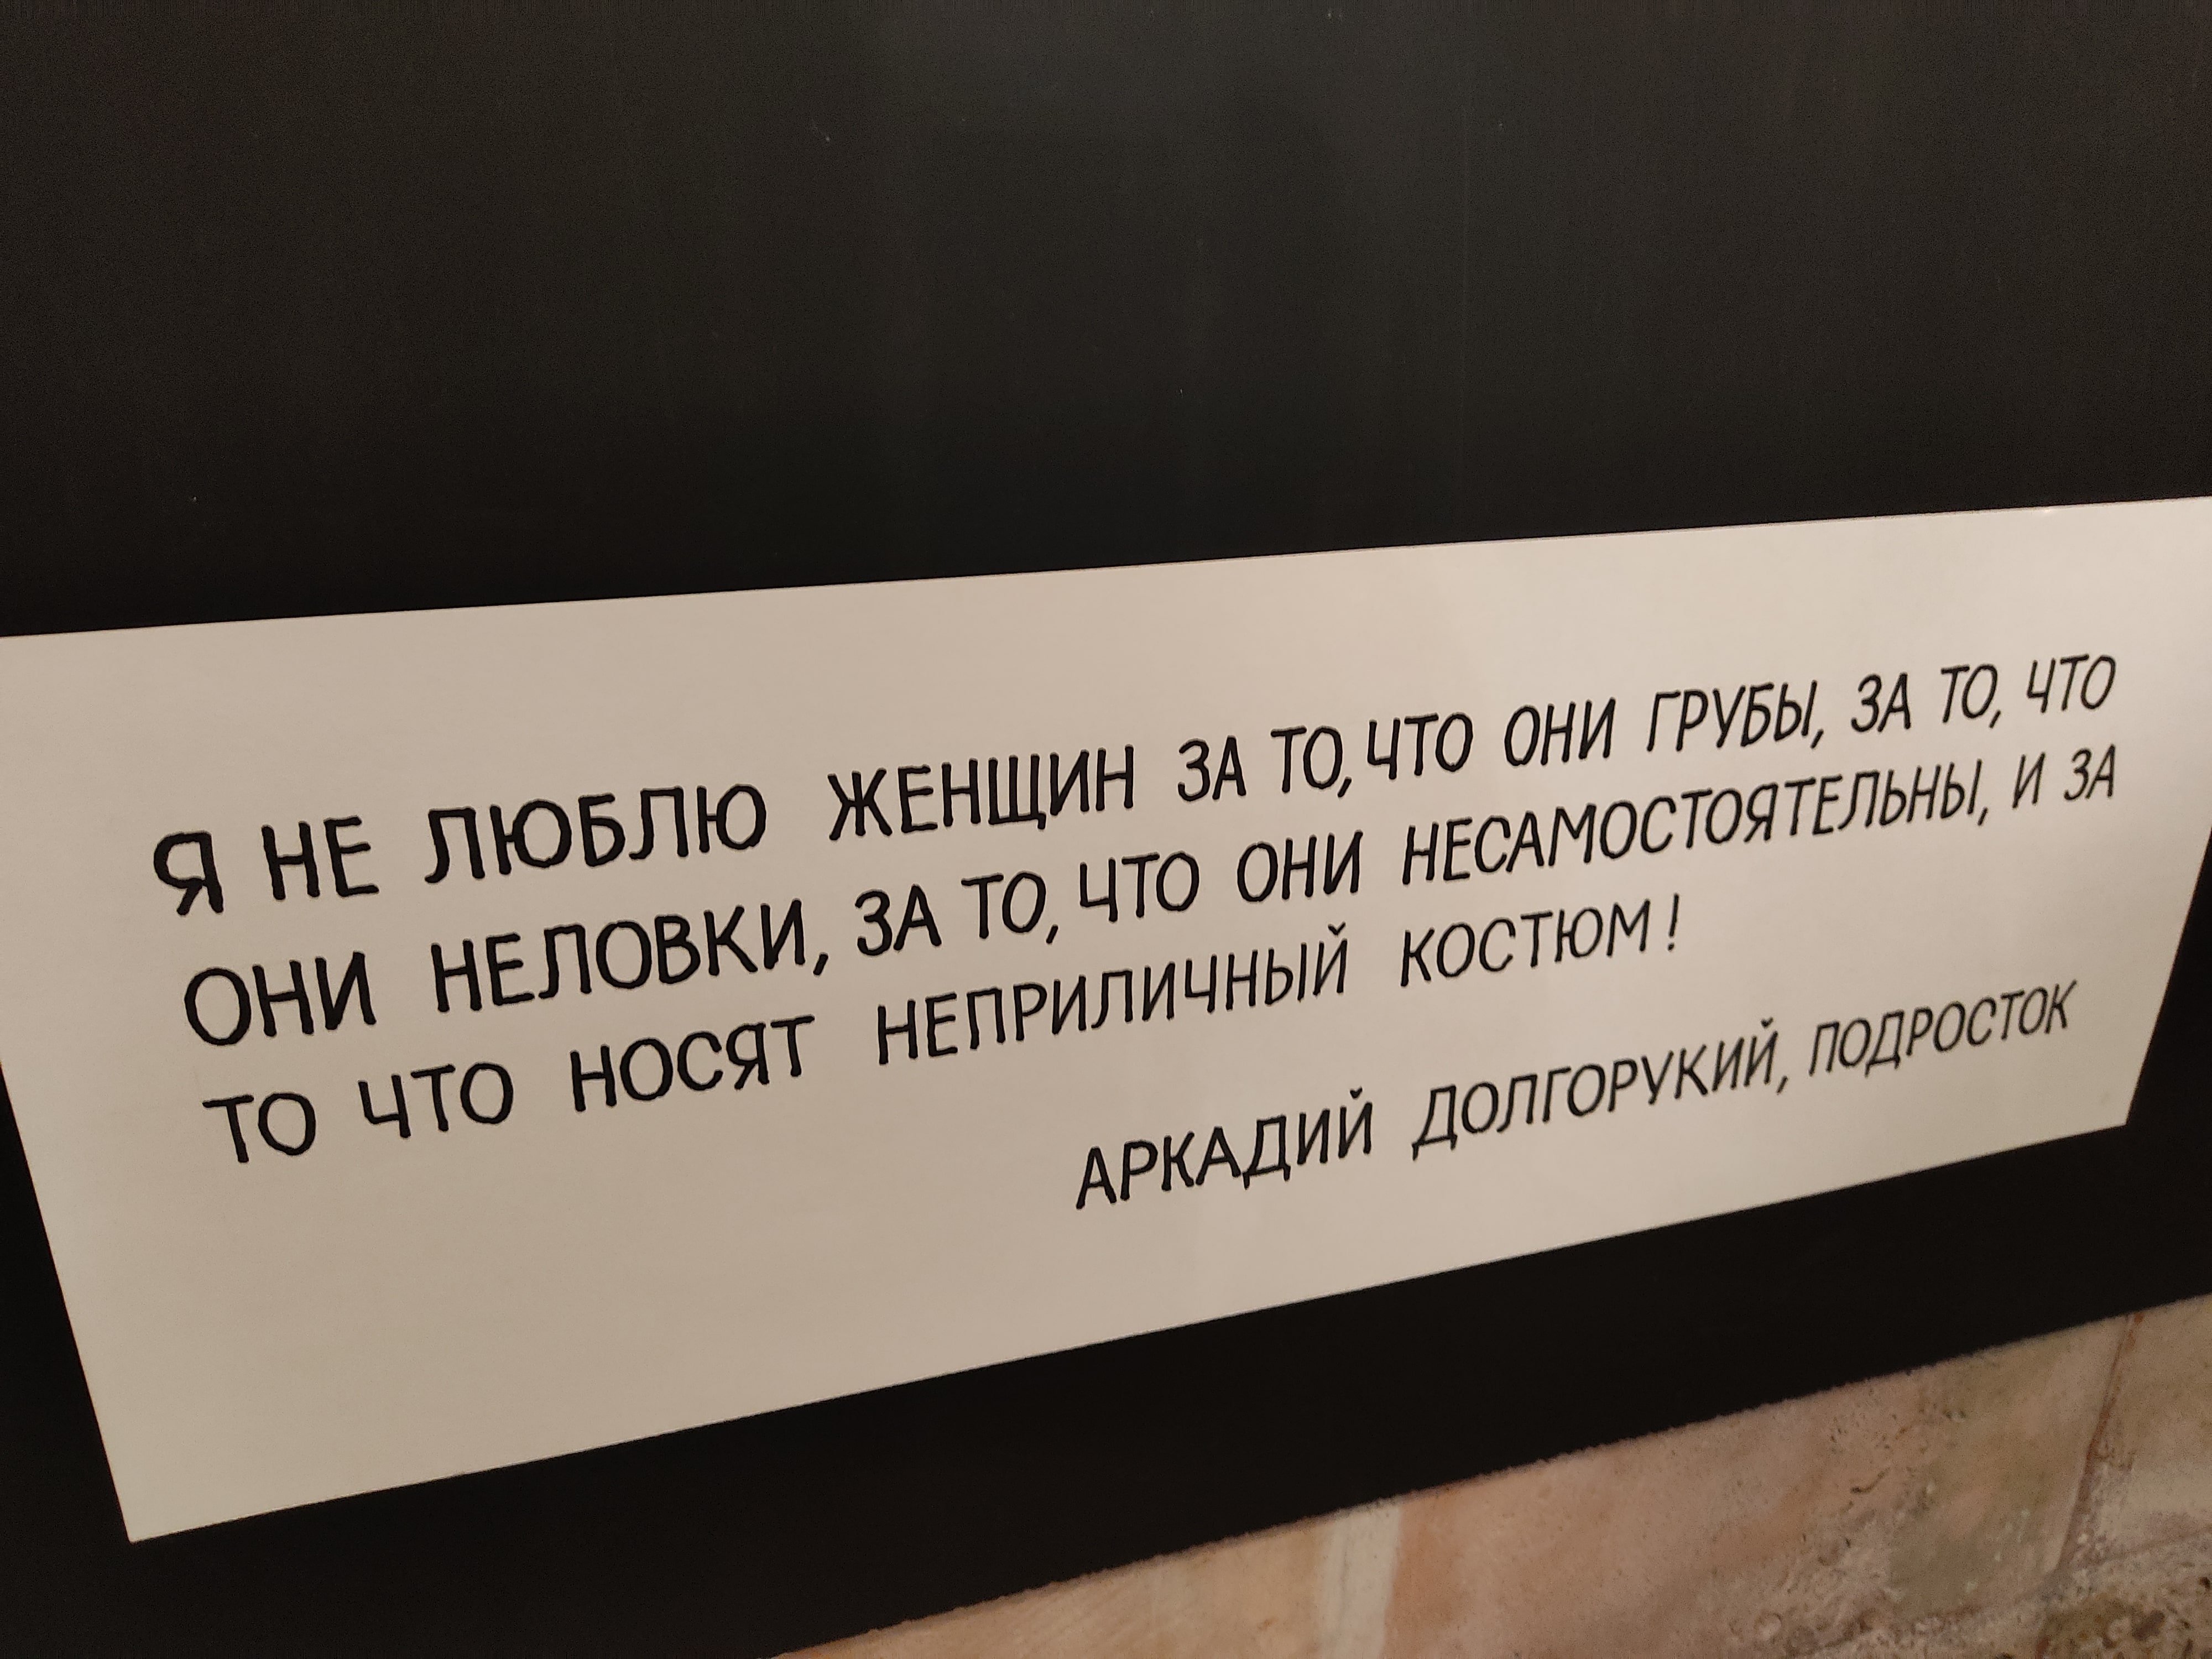 Я НЕ ЛЮБЛЮ ЖЕНЩИН ЗА ТО, ЧТО ОНИ ГРУБЫ, ЗА ТО, ЧТО
ОНИ НЕЛОВКИ, ЗА ТО, ЧТО ОНИ НЕСАМОСТОЯТЕЛЬНЫ, И ЗА
ТО ЧТО НОСЯТ НЕПРИЛИЧНЫЙ КОСТЮМ!
АРКАДИЙ ДОЛГОРУКИЙ, ПОДРОСТОК